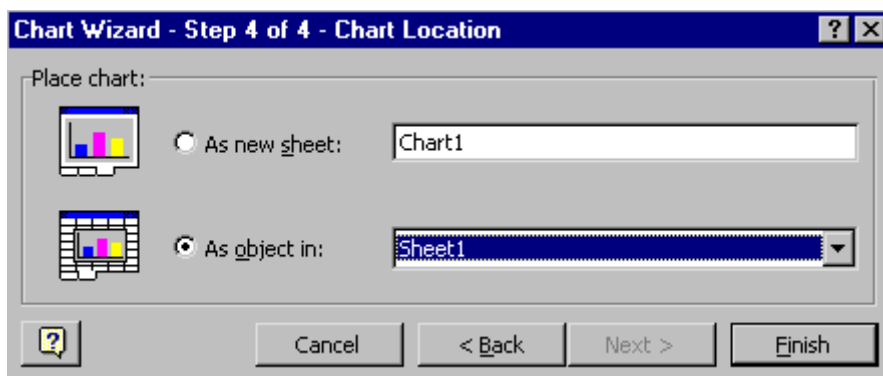 Chart Wizard - Step 4 of 4 - Chart Location ? ×
Place chart:
As new sheet: Chart1
As object in: Sheet1
? Cancel < Back Next > Finish